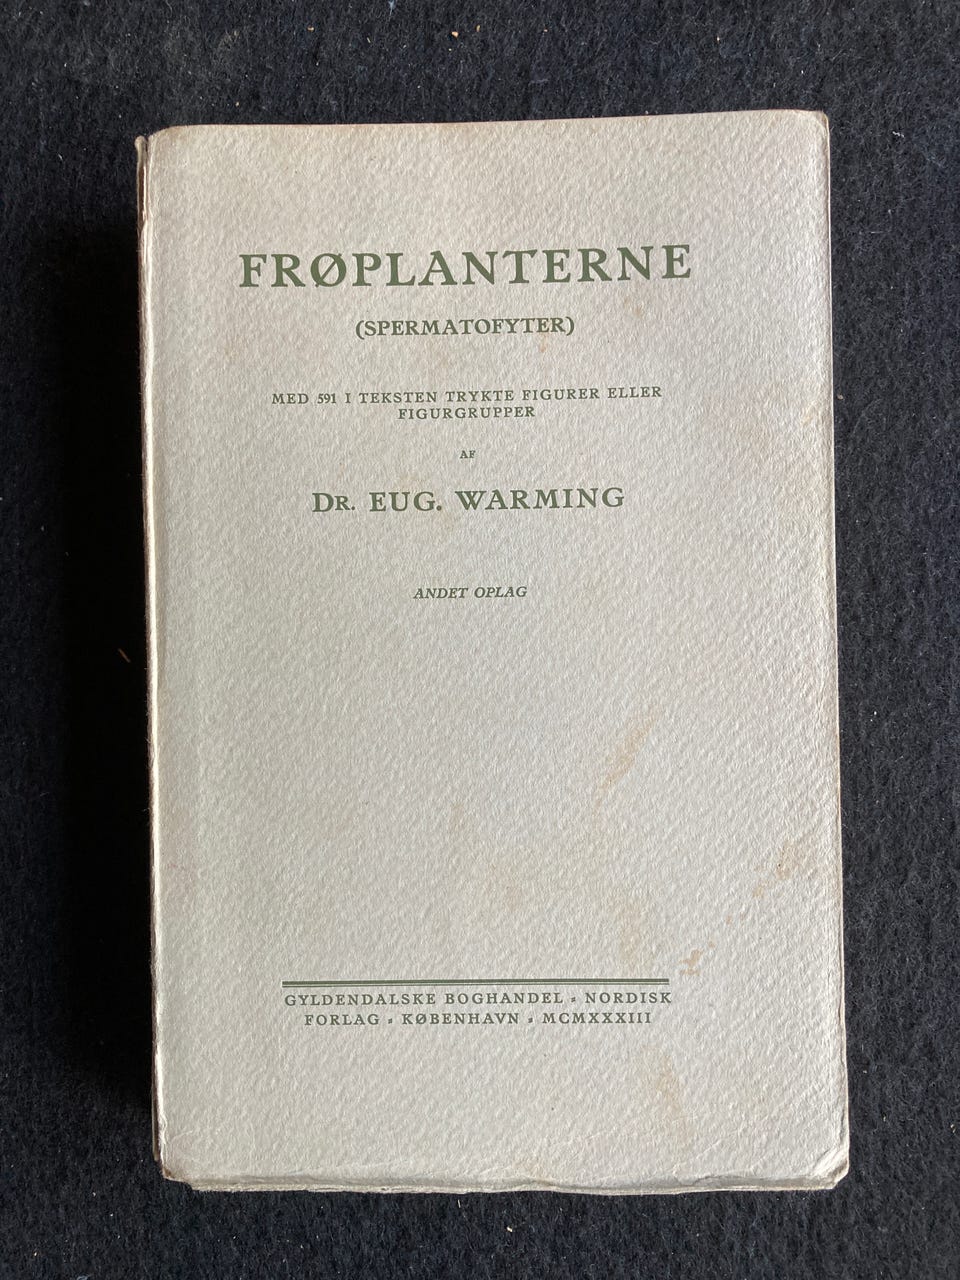 FRØPLANTERNE
(SPERMATOFYTER)
MED 591 I TEKSTEN TRYKTE FIGURER ELLER
FIGURGRUPPER
AF
DR. EUG. WARMING
ANDET OPLAG
GYLDENDALSKE BOGHANDEL - NORDISK
FORLAG - KØBENHAVN - MCMXXXIII